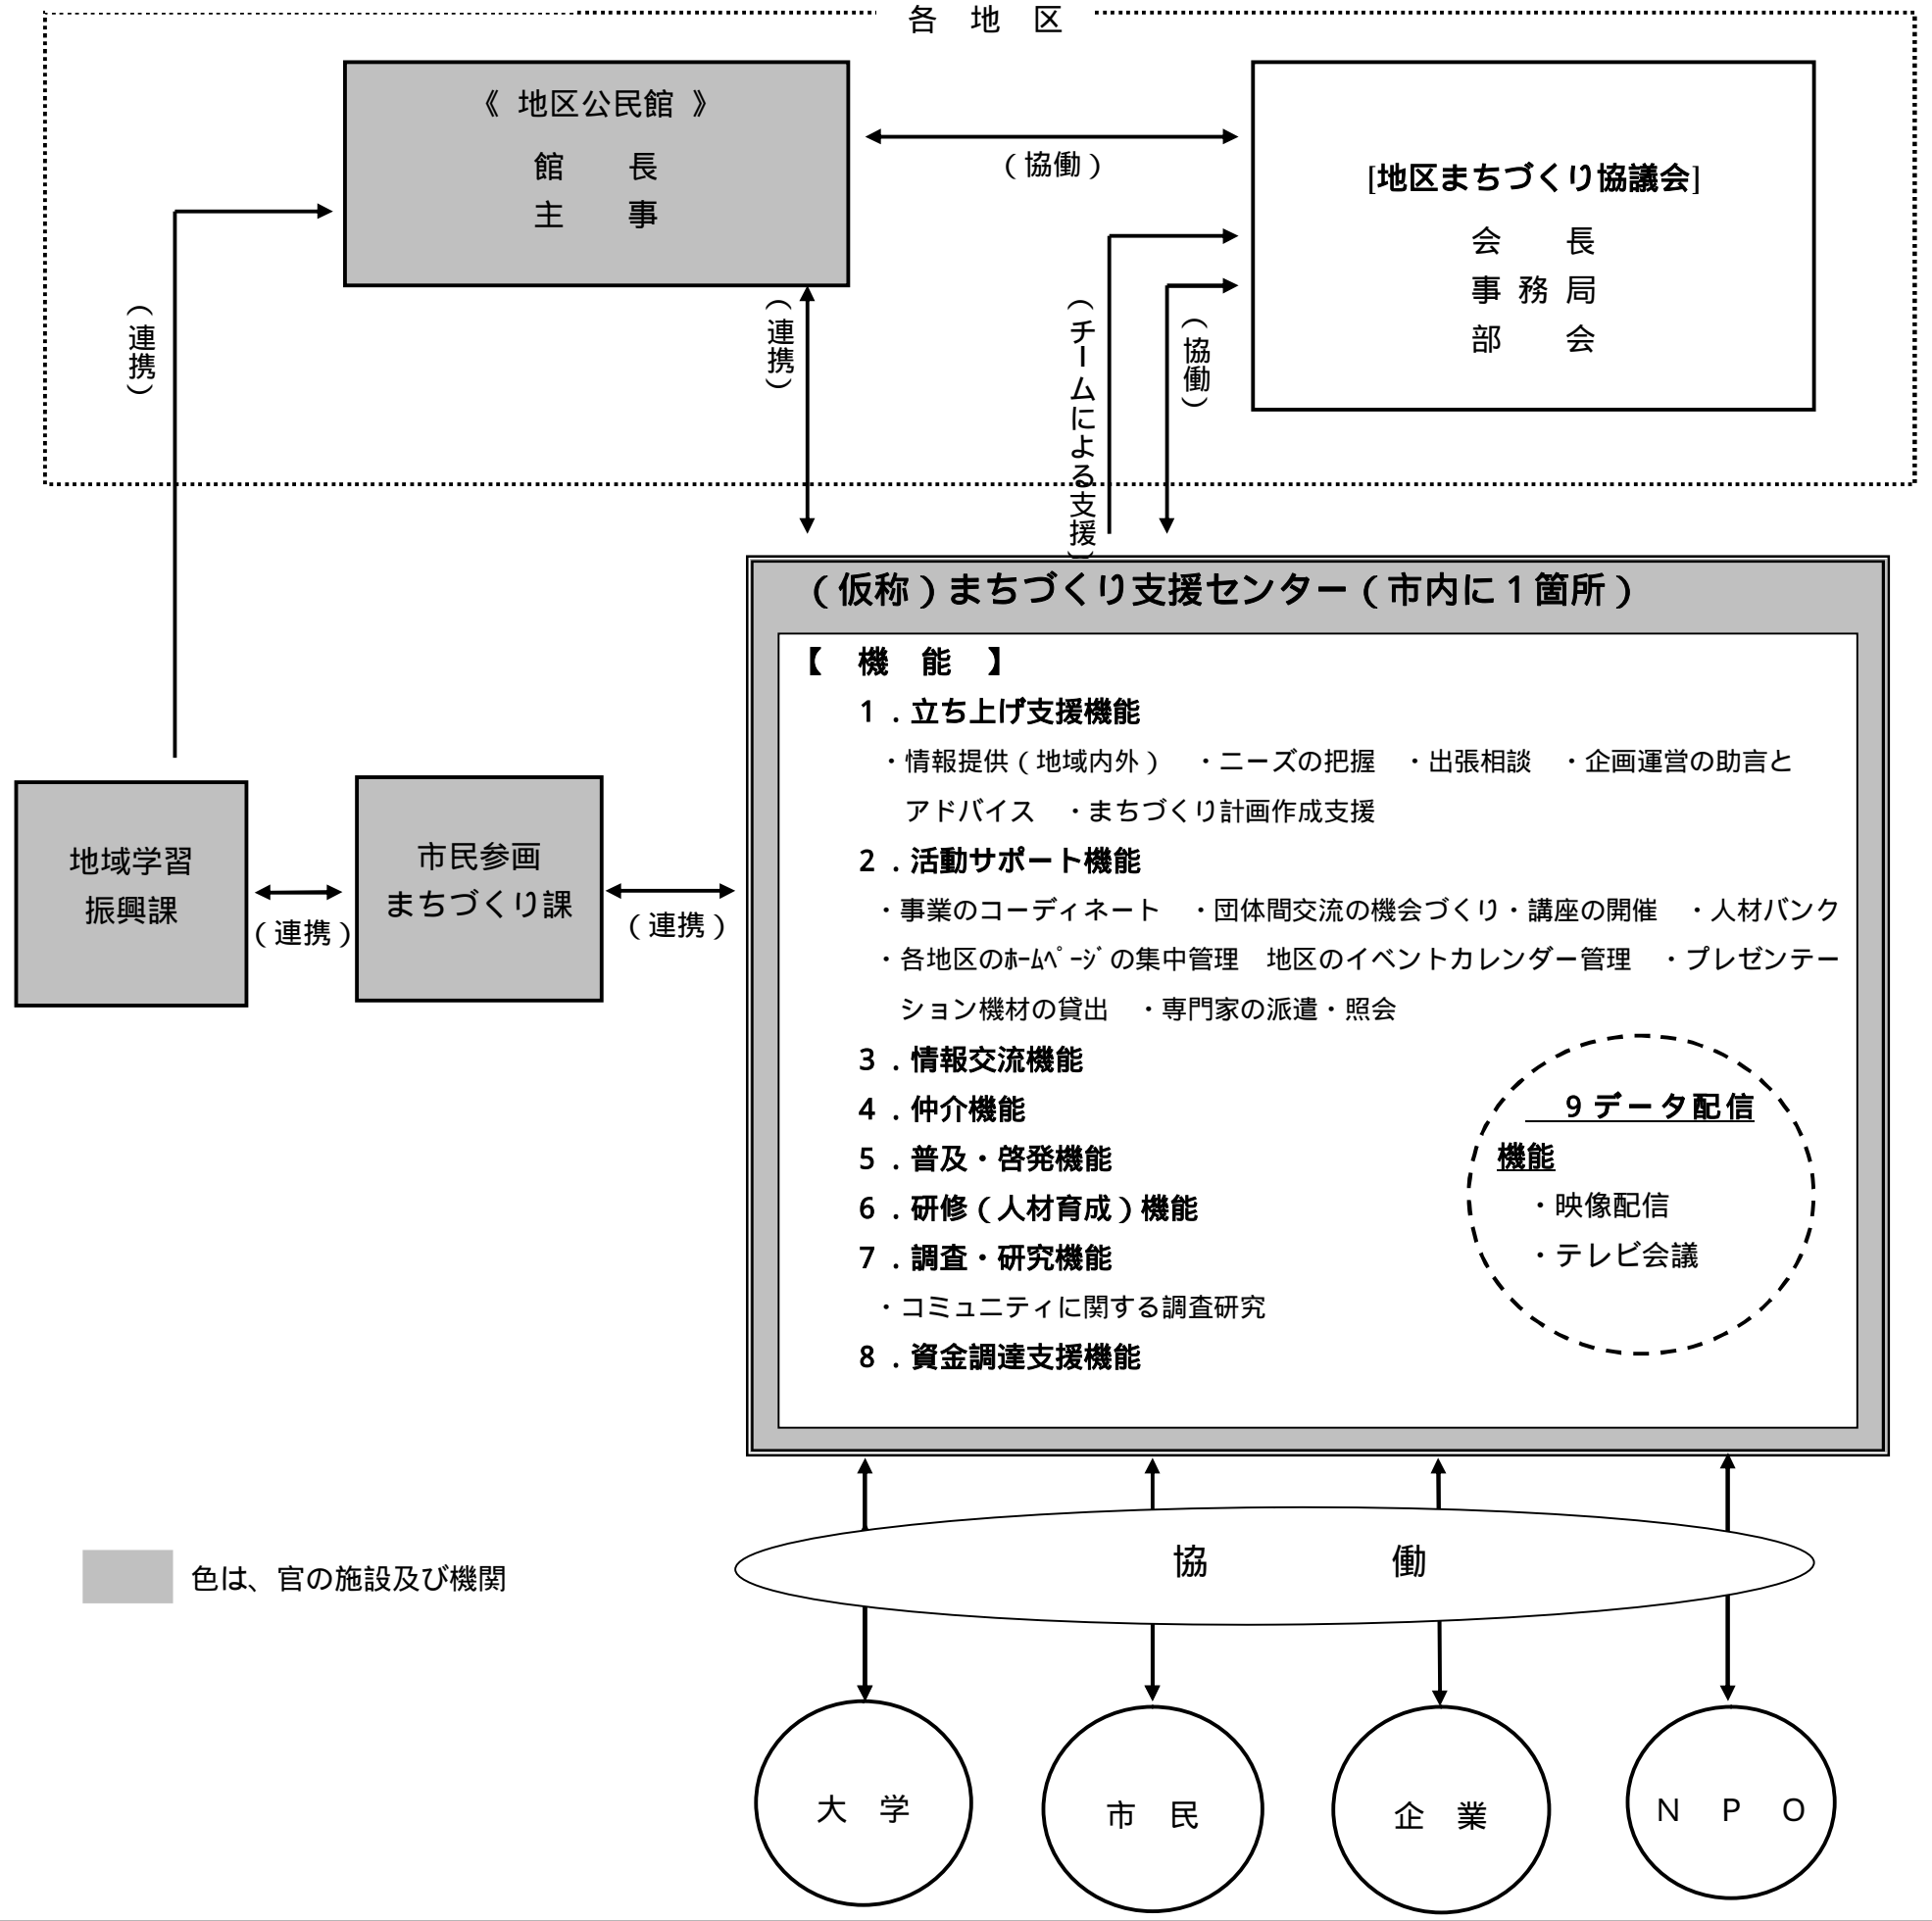 各　地　区
《 地区公民館 》
館　　長
主　　事
（協働）
[地区まちづくり協議会]
会　　長
事 務 局
部　　会
（連携）
（連携）
（チームによる支援）
（協働）
（仮称）まちづくり支援センター（市内に１箇所）
【　機　能　】
1 ．立ち上げ支援機能
・情報提供（地域内外）　・ニーズの把握　・出張相談　・企画運営の助言と
アドバイス　・まちづくり計画作成支援
2 ．活動サポート機能
・事業のコーディネート　・団体間交流の機会づくり・講座の開催　・人材バンク
・各地区のﾎｰﾑﾍﾟｰｼﾞの集中管理　地区のイベントカレンダー管理　・プレゼンテー
ション機材の貸出　・専門家の派遣・照会
3 ．情報交流機能
4 ．仲介機能
5 ．普及・啓発機能
6 ．研修（人材育成）機能
7 ．調査・研究機能
・コミュニティに関する調査研究
8 ．資金調達支援機能
9 データ配信
機能
・映像配信
・テレビ会議
地域学習
振興課
（連携）
市民参画
まちづくり課
（連携）
協　　　働
色は、官の施設及び機関
大　学
市　民
企　業
Ｎ　Ｐ　Ｏ